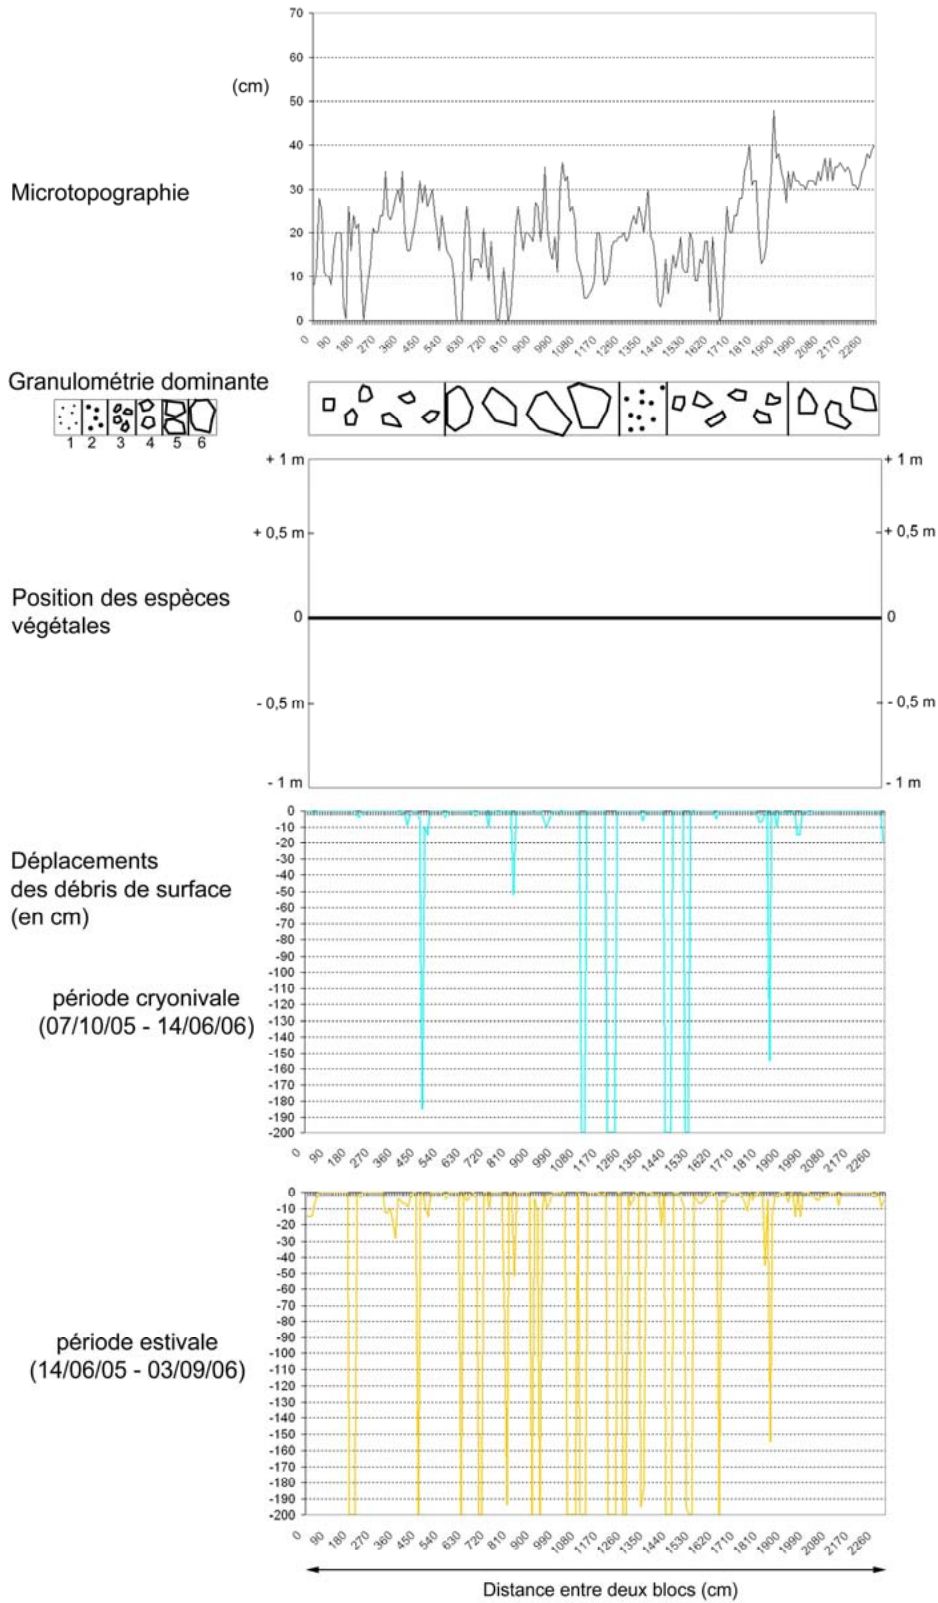 70
60
(cm)
50
40
Microtopographie
30
20
10
0
0 90 180 270 360 450 540 630 720 810 900 990 1080 1170 1260 1350 1440 1530 1620 1710 1810 1900 1990 2080 2170 2260
Granulométrie dominante
1 2 3 4 5 6
+ 1 m + 1 m
+ 0,5 m + 0,5 m
Position des espèces
végétales
0 0
- 0,5 m - 0,5 m
- 1 m - 1 m
0
-10
-20
-30
Déplacements
des débris de surface
(en cm)
-40
-50
-60
-70
-80
-90
-100
-110
période cryonivale
(07/10/05 - 14/06/06)
-120
-130
-140
-150
-160
-170
-180
-190
-200
0 90 180 270 360 450 540 630 720 810 900 990 1080 1170 1260 1350 1440 1530 1620 1710 1810 1900 1990 2080 2170 2260
0
-10
-20
-30
-40
-50
-60
-70
-80
-90
période estivale
(14/06/05 - 03/09/06)
-100
-110
-120
-130
-140
-150
-160
-170
-180
-190
-200
0 90 180 270 360 450 540 630 720 810 900 990 1080 1170 1260 1350 1440 1530 1620 1710 1800 1900 1990 2080 2170 2260
Distance entre deux blocs (cm)